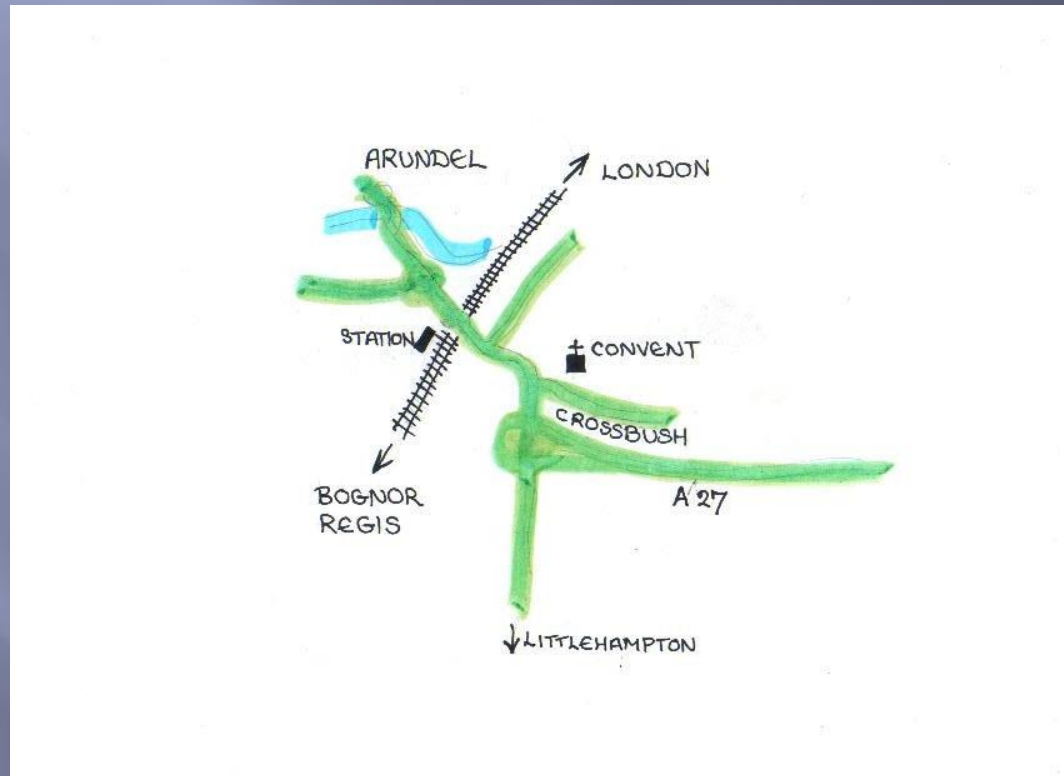 ARUNDEL
LONDON
STATION
CONVENT
CROSSBUSH
A27
BOGNOR
REGIS
LITTLEHAMPTON